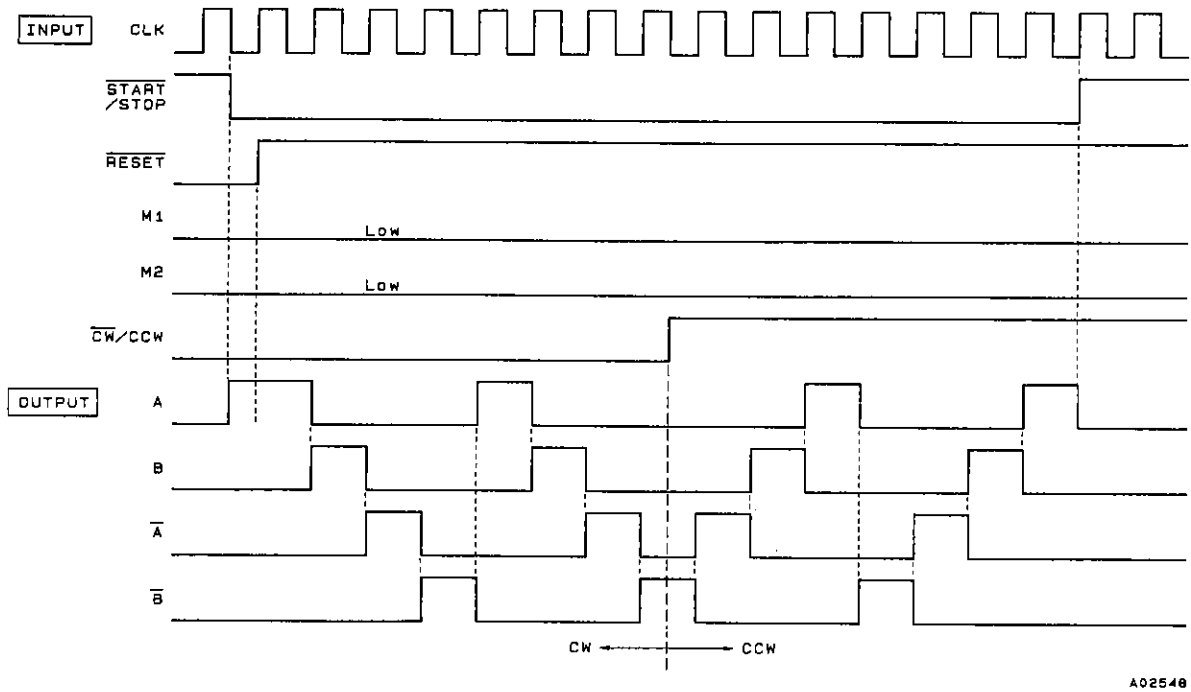 INPUT CLK
START
/STOP
RESET
M1
Low
M2
Low
CW/CCW
OUTPUT A
B
A
B
CW CCW
A02548